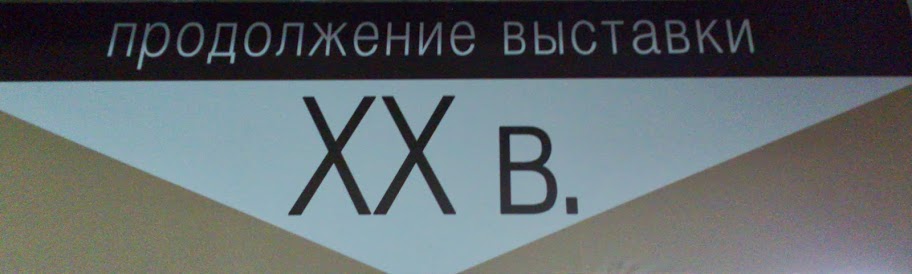 продолжение выставки
XX в.